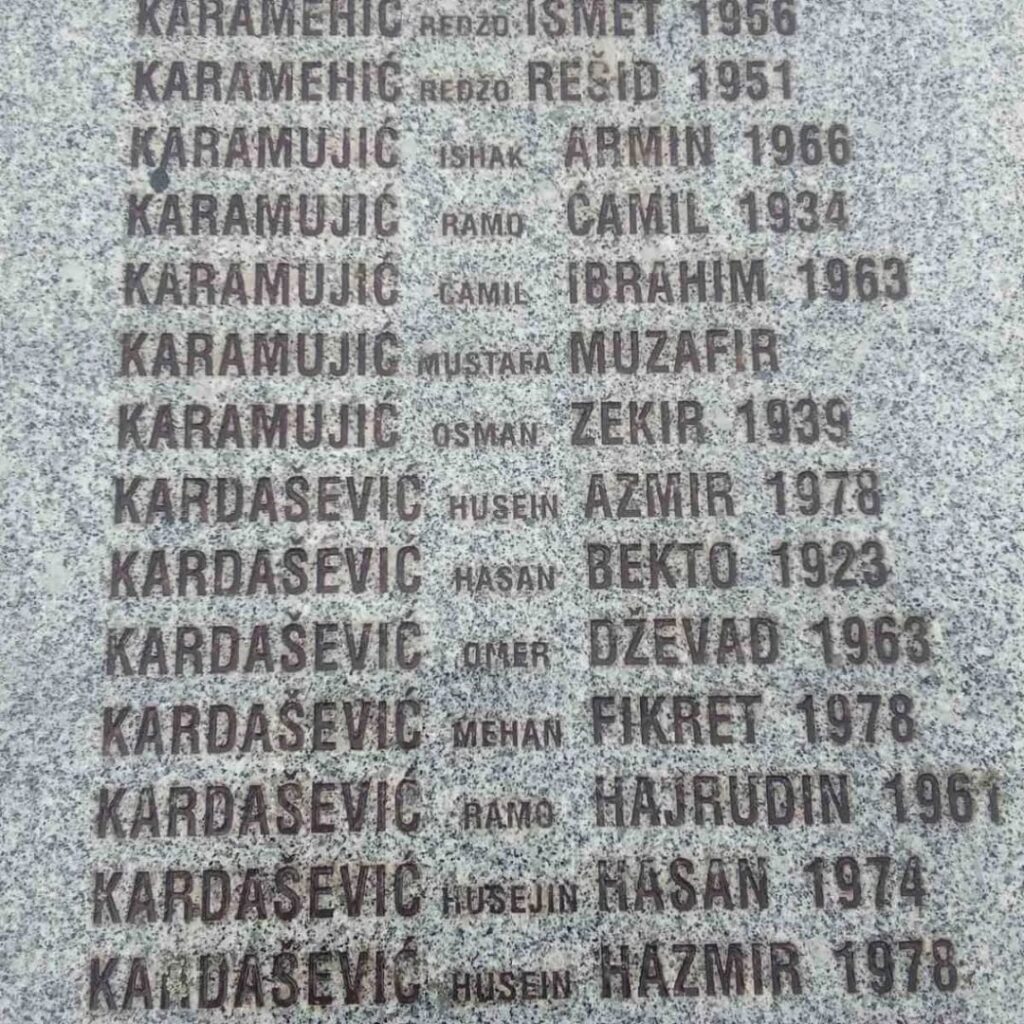 KARAMEHIĆ REDŽO ISMET 1956
KARAMEHIĆ REDŽO REŠID 1951
KARAMUJIĆ ISHAK ARMIN 1966
KARAMUJIĆ RAMO ĆAMIL 1934
KARAMUJIĆ ĆAMIL IBRAHIM 1963
KARAMUJIĆ MUSTAFA MUZAFIR
KARAMUJIĆ OSMAN ZEKIR 1939
KARDAŠEVIĆ HUSEIN AZMIR 1978
KARDAŠEVIĆ HASAN BEKTO 1923
KARDAŠEVIĆ OMER DŽEVAD 1963
KARDAŠEVIĆ MEHAN FIKRET 1978
KARDAŠEVIĆ RAMO HAJRUDIN 1961
KARDAŠEVIĆ HUSEJIN HASAN 1974
KARDAŠEVIĆ HUSEIN HAZMIR 1978